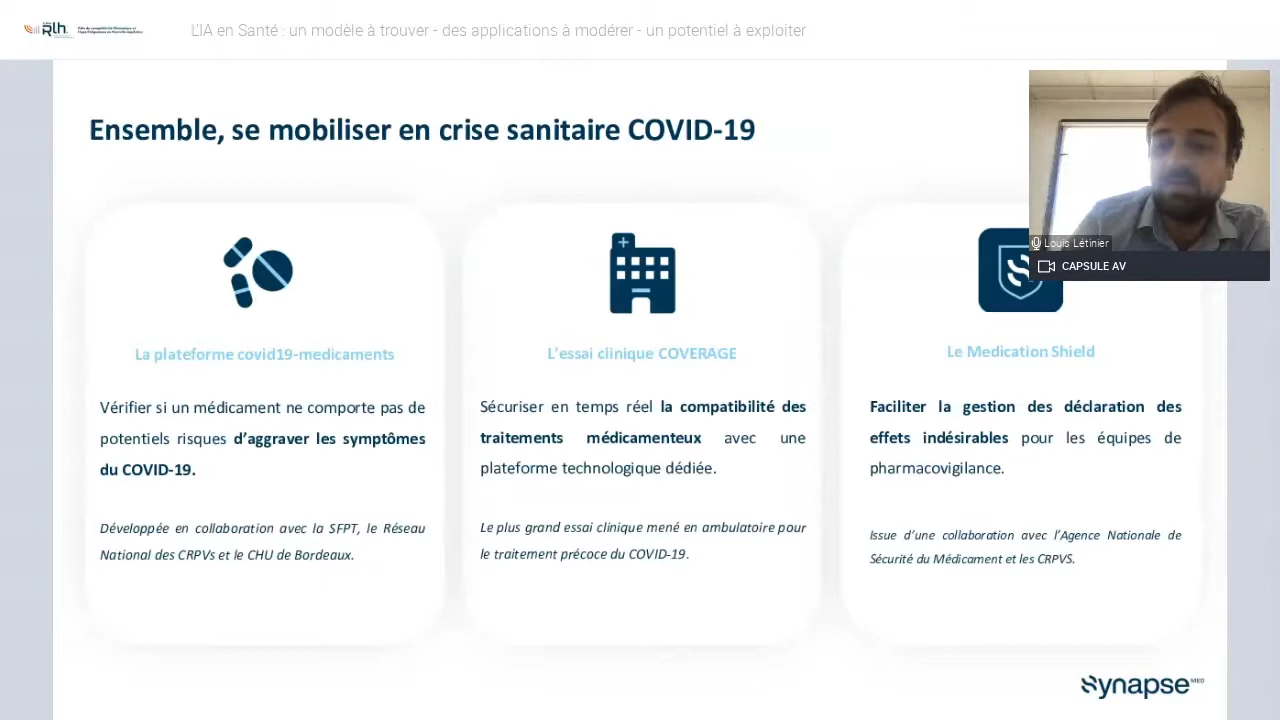 Rlh.
L'IA en Santé : un modèle à trouver - des applications à modérer - un potentiel à exploiter
Ensemble, se mobiliser en crise sanitaire COVID-19
Louis Létinier
CAPSULE AV
La plateforme covid19-medicaments
Vérifier si un médicament ne comporte pas de
potentiels risques d'aggraver les symptômes
du COVID-19.
Développée en collaboration avec la SFPT, le Réseau
National des CRPVs et le CHU de Bordeaux.
L'essai clinique COVERAGE
Sécuriser en temps réel la compatibilité des
traitements médicamenteux avec une
plateforme technologique dédiée.
Le plus grand essai clinique mené en ambulatoire pour
le traitement précoce du COVID-19.
Le Medication Shield
Faciliter la gestion des déclaration des
effets indésirables pour les équipes de
pharmacovigilance.
Issue d'une collaboration avec l'Agence Nationale de
Sécurité du Médicament et les CRPVS.
Synapse MED